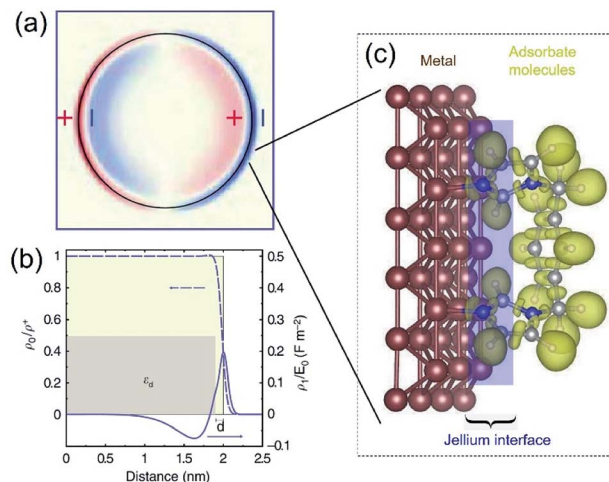 (a)
+
−
+
−
(b)
ρ₀/ρ⁺
1
0.8
0.6
0.4
0.2
0
ε_d
d
0.5
0.4
0.3
0.2
0.1
0
−0.1
ρ₁/E₀ (F m⁻²)
0
0.5
1
1.5
2
2.5
Distance (nm)
(c)
Metal
Adsorbate
molecules
Jellium interface